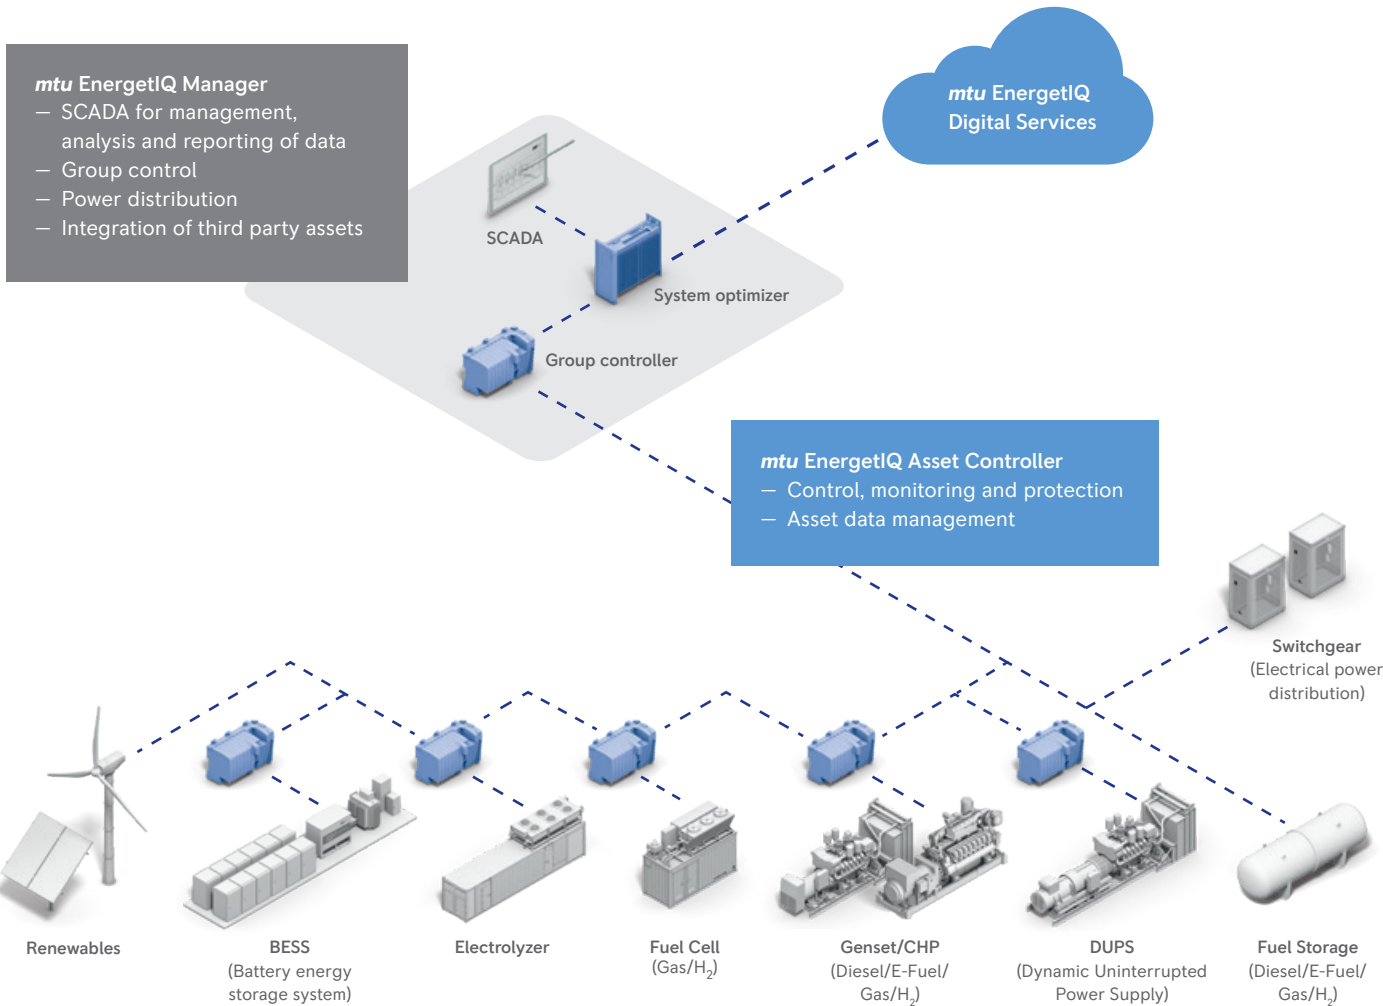 mtu EnergetIQ Manager
— SCADA for management,
analysis and reporting of data
— Group control
— Power distribution
— Integration of third party assets
mtu EnergetIQ
Digital Services
SCADA
System optimizer
Group controller
mtu EnergetIQ Asset Controller
— Control, monitoring and protection
— Asset data management
Switchgear
(Electrical power
distribution)
Renewables
BESS
(Battery energy
storage system)
Electrolyzer
Fuel Cell
(Gas/H₂)
Genset/CHP
(Diesel/E-Fuel/
Gas/H₂)
DUPS
(Dynamic Uninterrupted
Power Supply)
Fuel Storage
(Diesel/E-Fuel/
Gas/H₂)